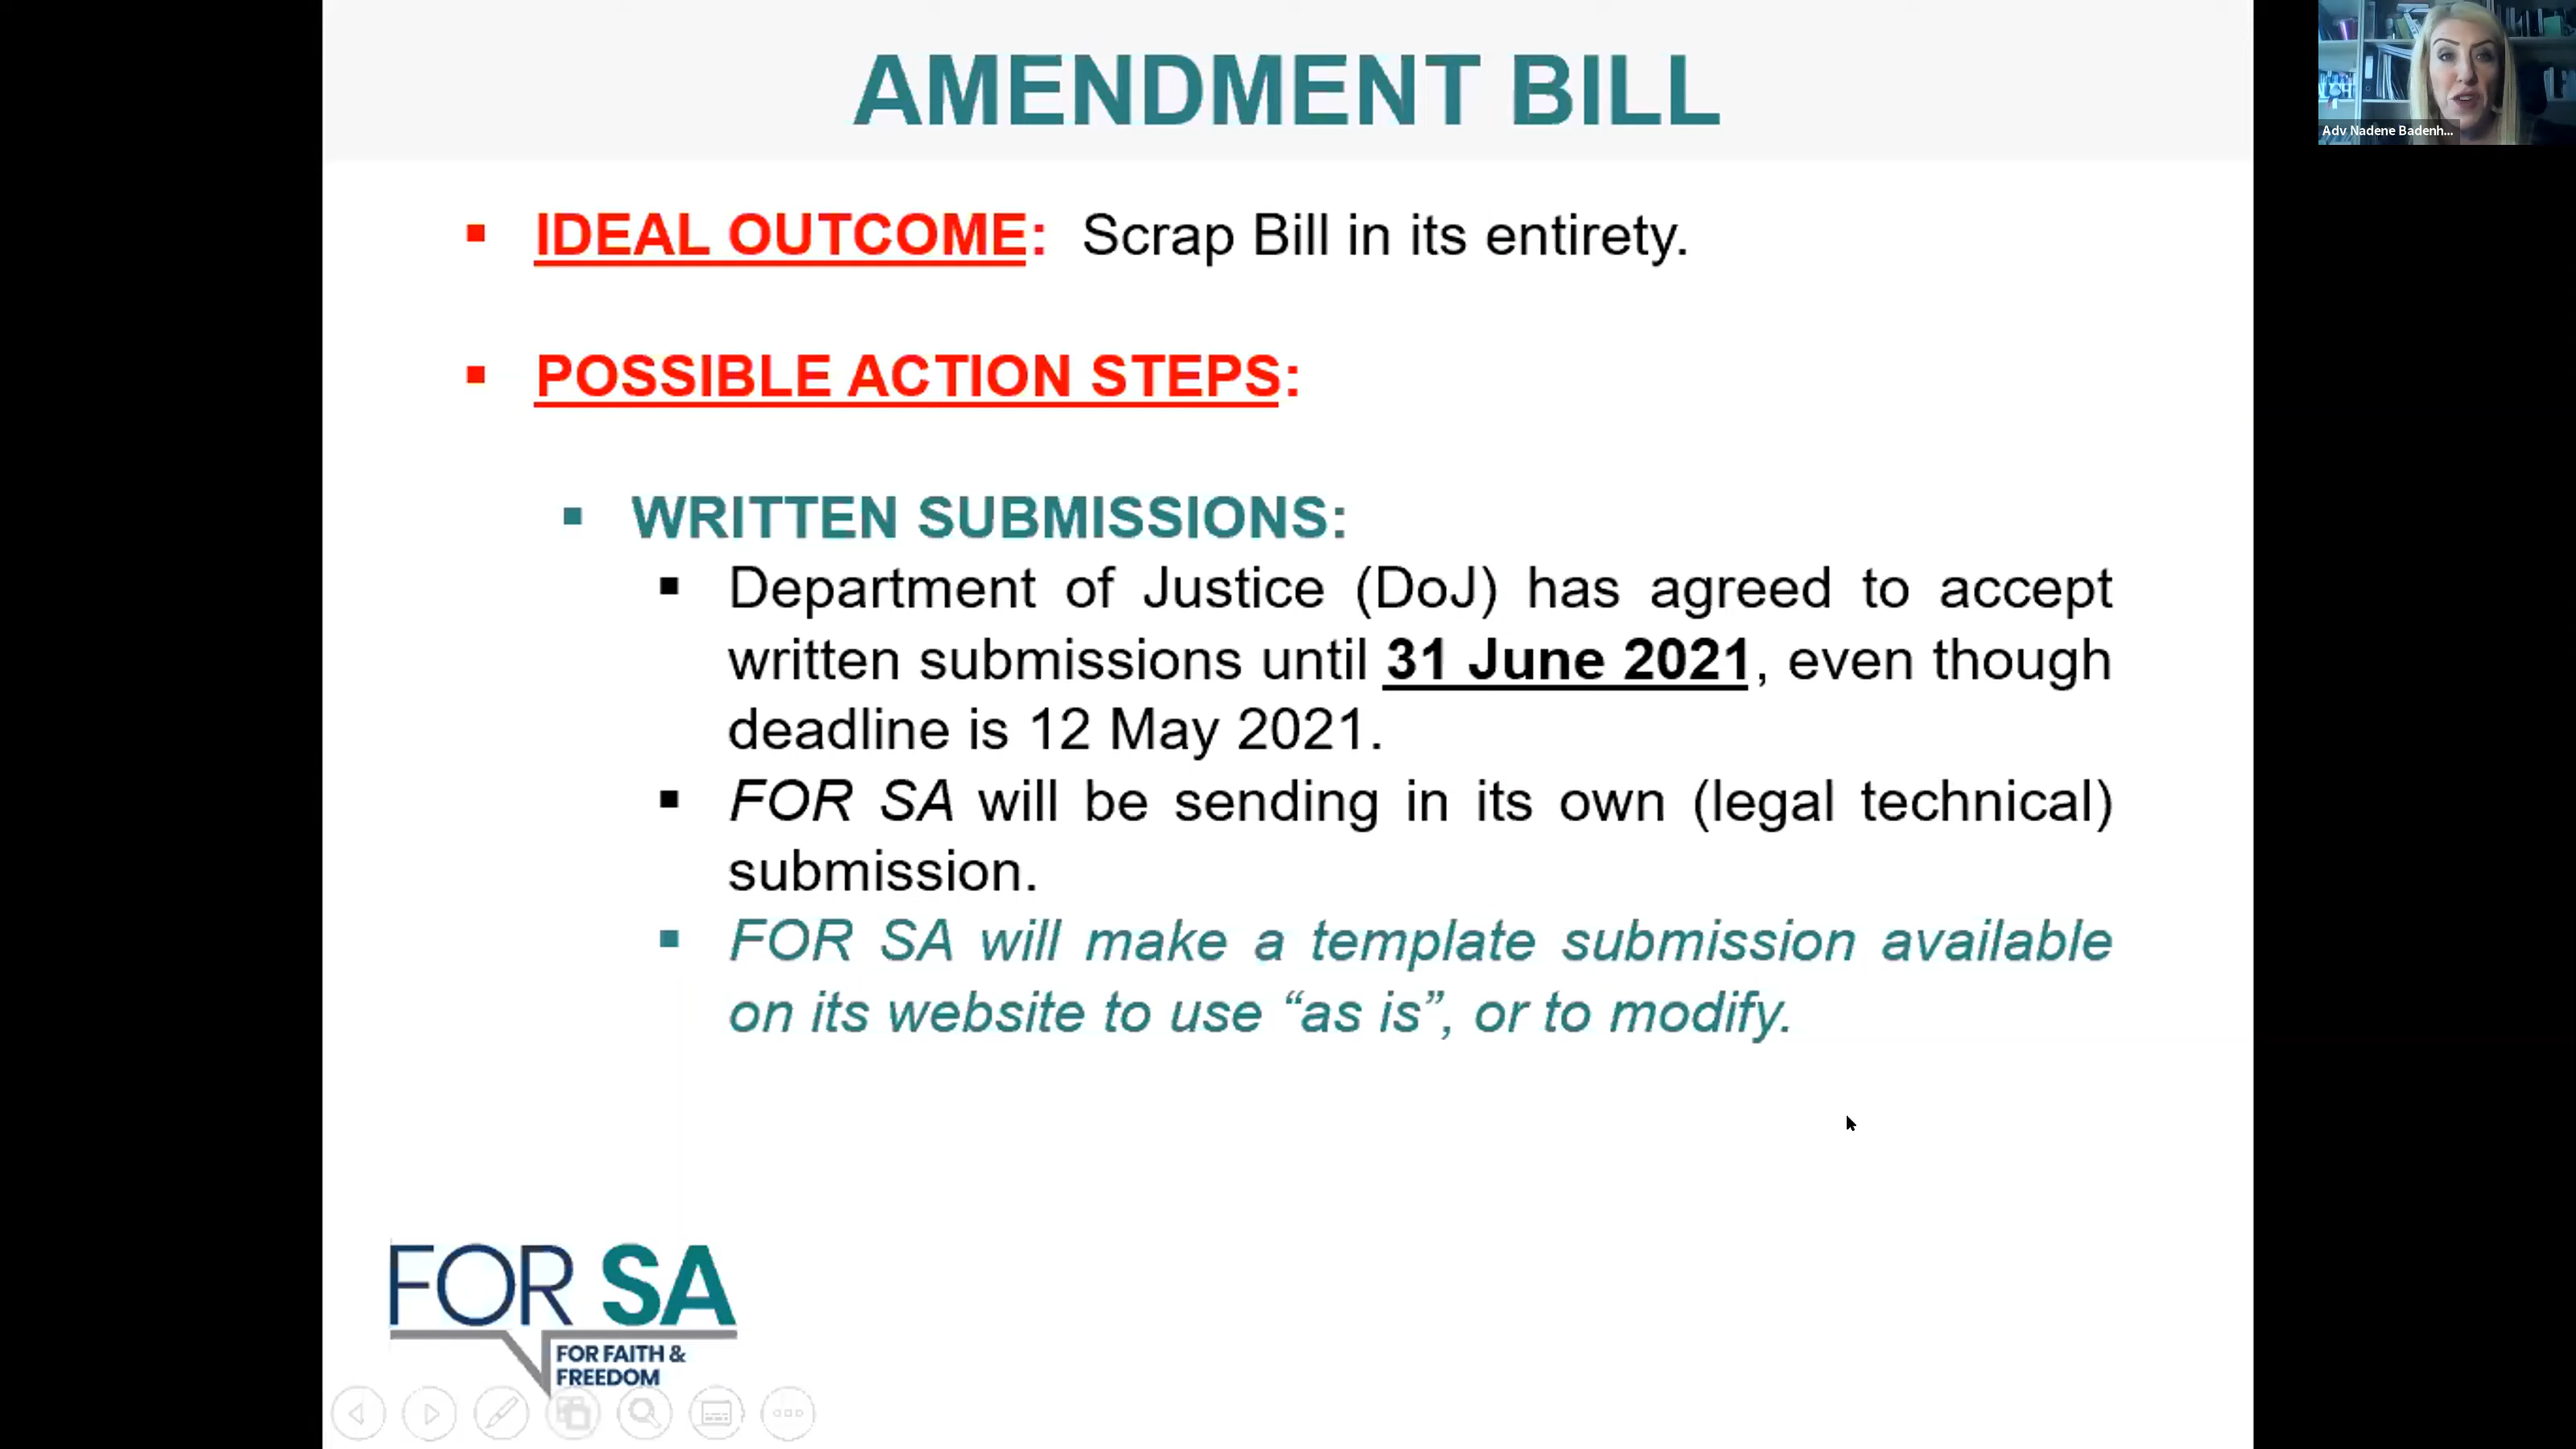 AMENDMENT BILL
Adv Nadene Badenh...
▪ IDEAL OUTCOME: Scrap Bill in its entirety.
▪ POSSIBLE ACTION STEPS:
▪ WRITTEN SUBMISSIONS:
▪ Department of Justice (DoJ) has agreed to accept
written submissions until 31 June 2021, even though
deadline is 12 May 2021.
▪ FOR SA will be sending in its own (legal technical)
submission.
▪ FOR SA will make a template submission available
on its website to use “as is”, or to modify.
FOR SA
FOR FAITH &
FREEDOM